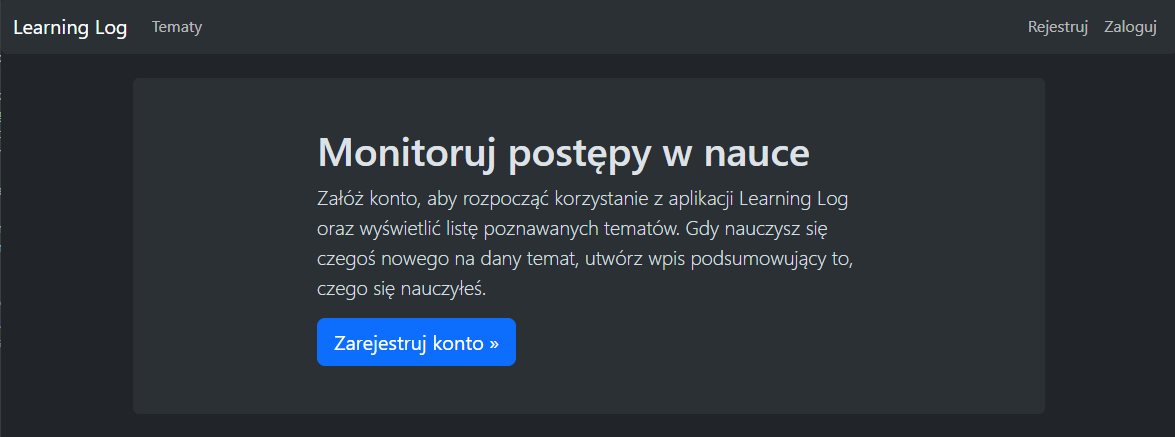 Learning Log Tematy Rejestruj Zaloguj
Monitoruj postępy w nauce
Załóż konto, aby rozpocząć korzystanie z aplikacji Learning Log
oraz wyświetlić listę poznawanych tematów. Gdy nauczysz się
czegoś nowego na dany temat, utwórz wpis podsumowujący to,
czego się nauczyłeś.
Zarejestruj konto »